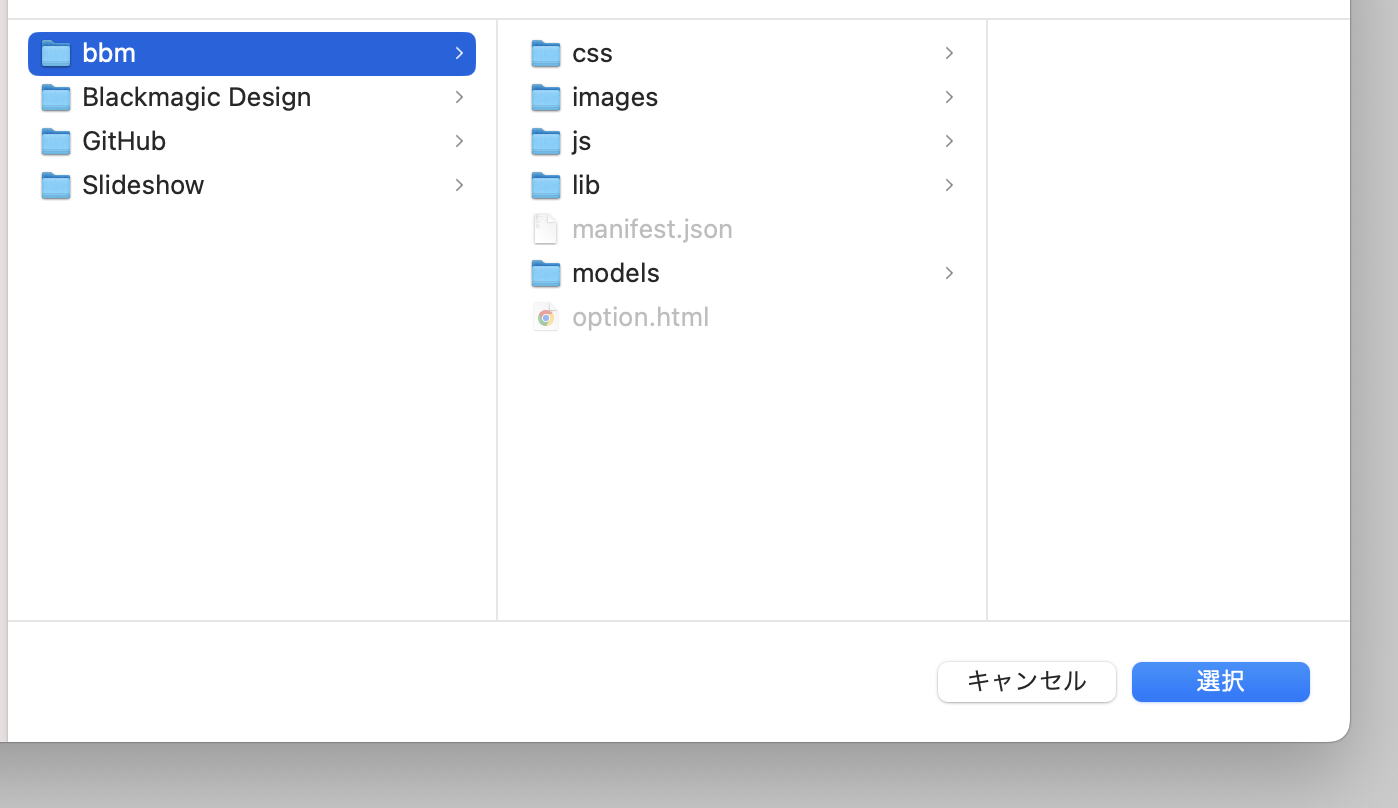 bbm
Blackmagic Design
GitHub
Slideshow
css
images
js
lib
manifest.json
models
option.html
キャンセル
選択